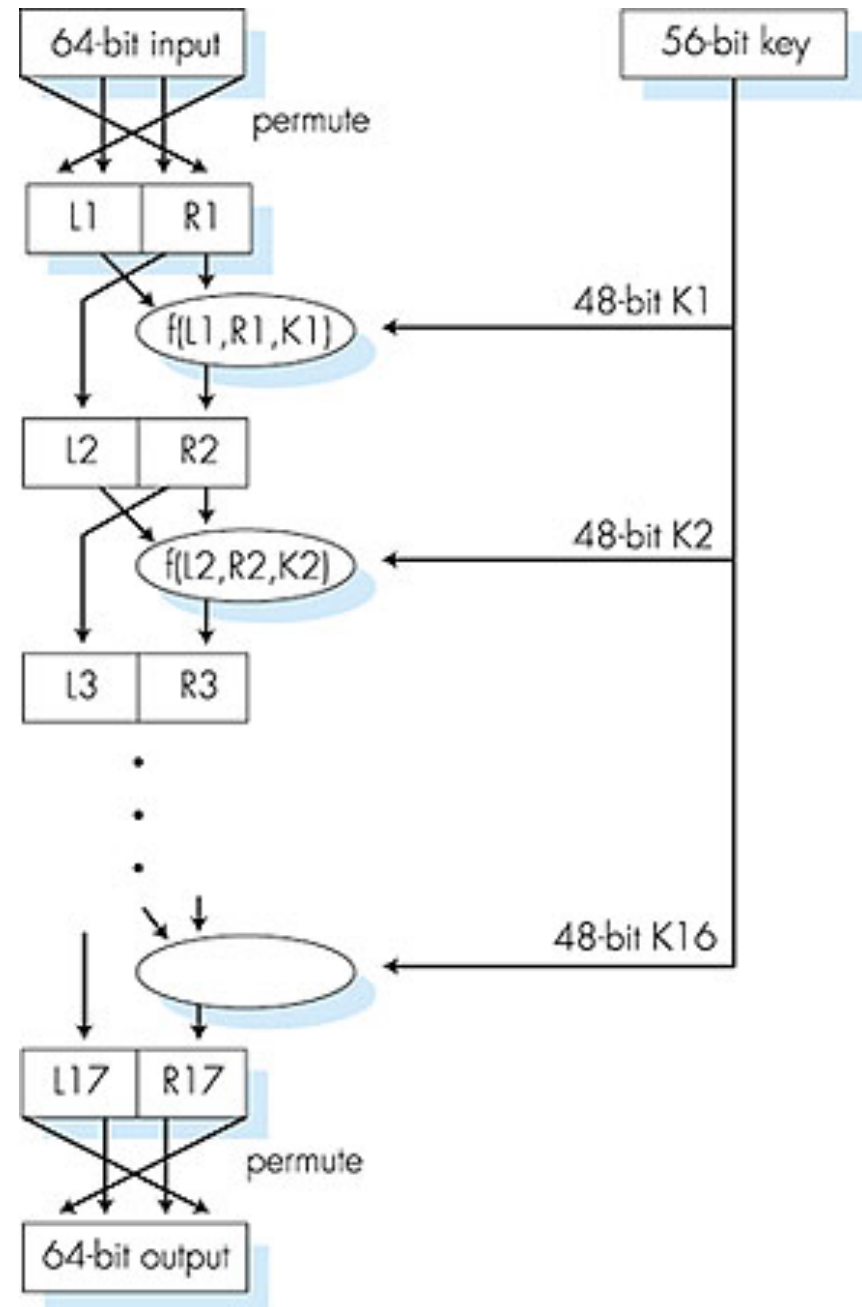 64-bit input
56-bit key
permute
L1 R1
48-bit K1
f(L1,R1,K1)
L2 R2
48-bit K2
f(L2,R2,K2)
L3 R3
48-bit K16
L17 R17
permute
64-bit output